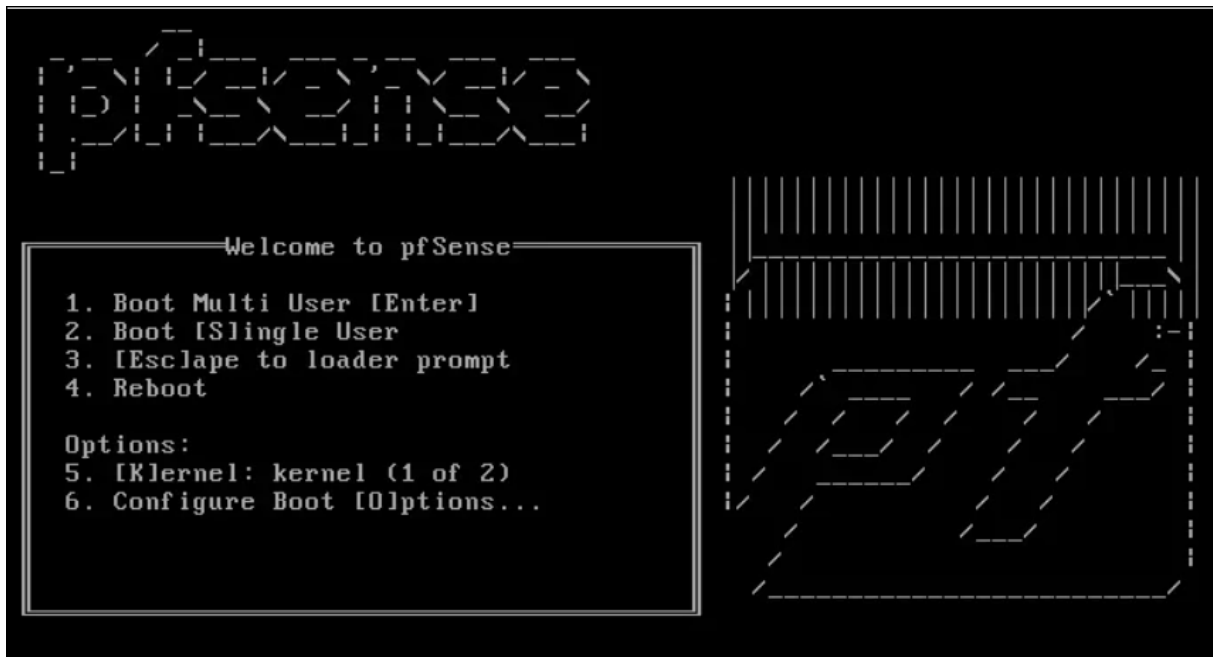 pfsense
Welcome to pfSense
1. Boot Multi User [Enter]
2. Boot [S]ingle User
3. [Esc]ape to loader prompt
4. Reboot
Options:
5. [K]ernel: kernel (1 of 2)
6. Configure Boot [O]ptions...
pf